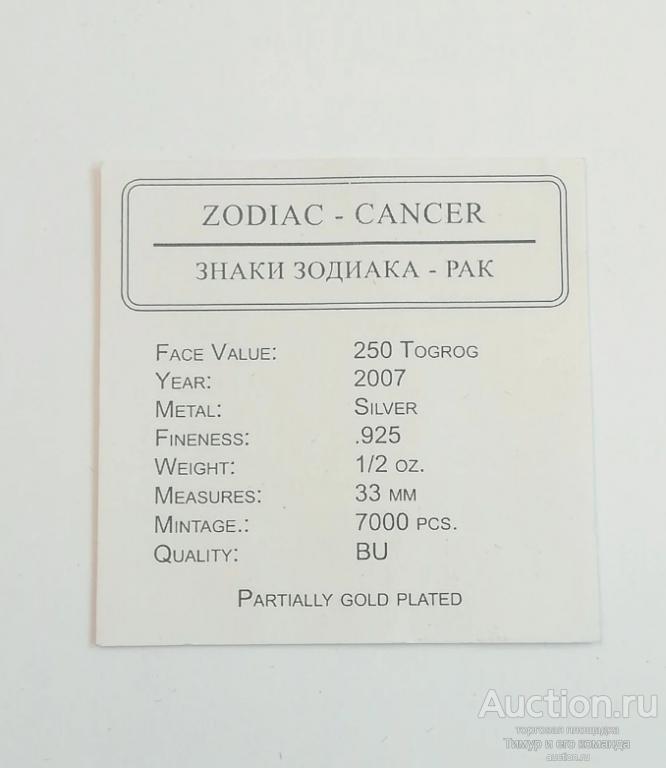 ZODIAC - CANCER
ЗНАКИ ЗОДИАКА - РАК
FACE VALUE: 250 TOGROG
YEAR: 2007
METAL: SILVER
FINENESS: .925
WEIGHT: 1/2 OZ.
MEASURES: 33 MM
MINTAGE.: 7000 PCS.
QUALITY: BU
PARTIALLY GOLD PLATED
Auction.ru
торговая площадка
Тимур и его команда
auction.ru